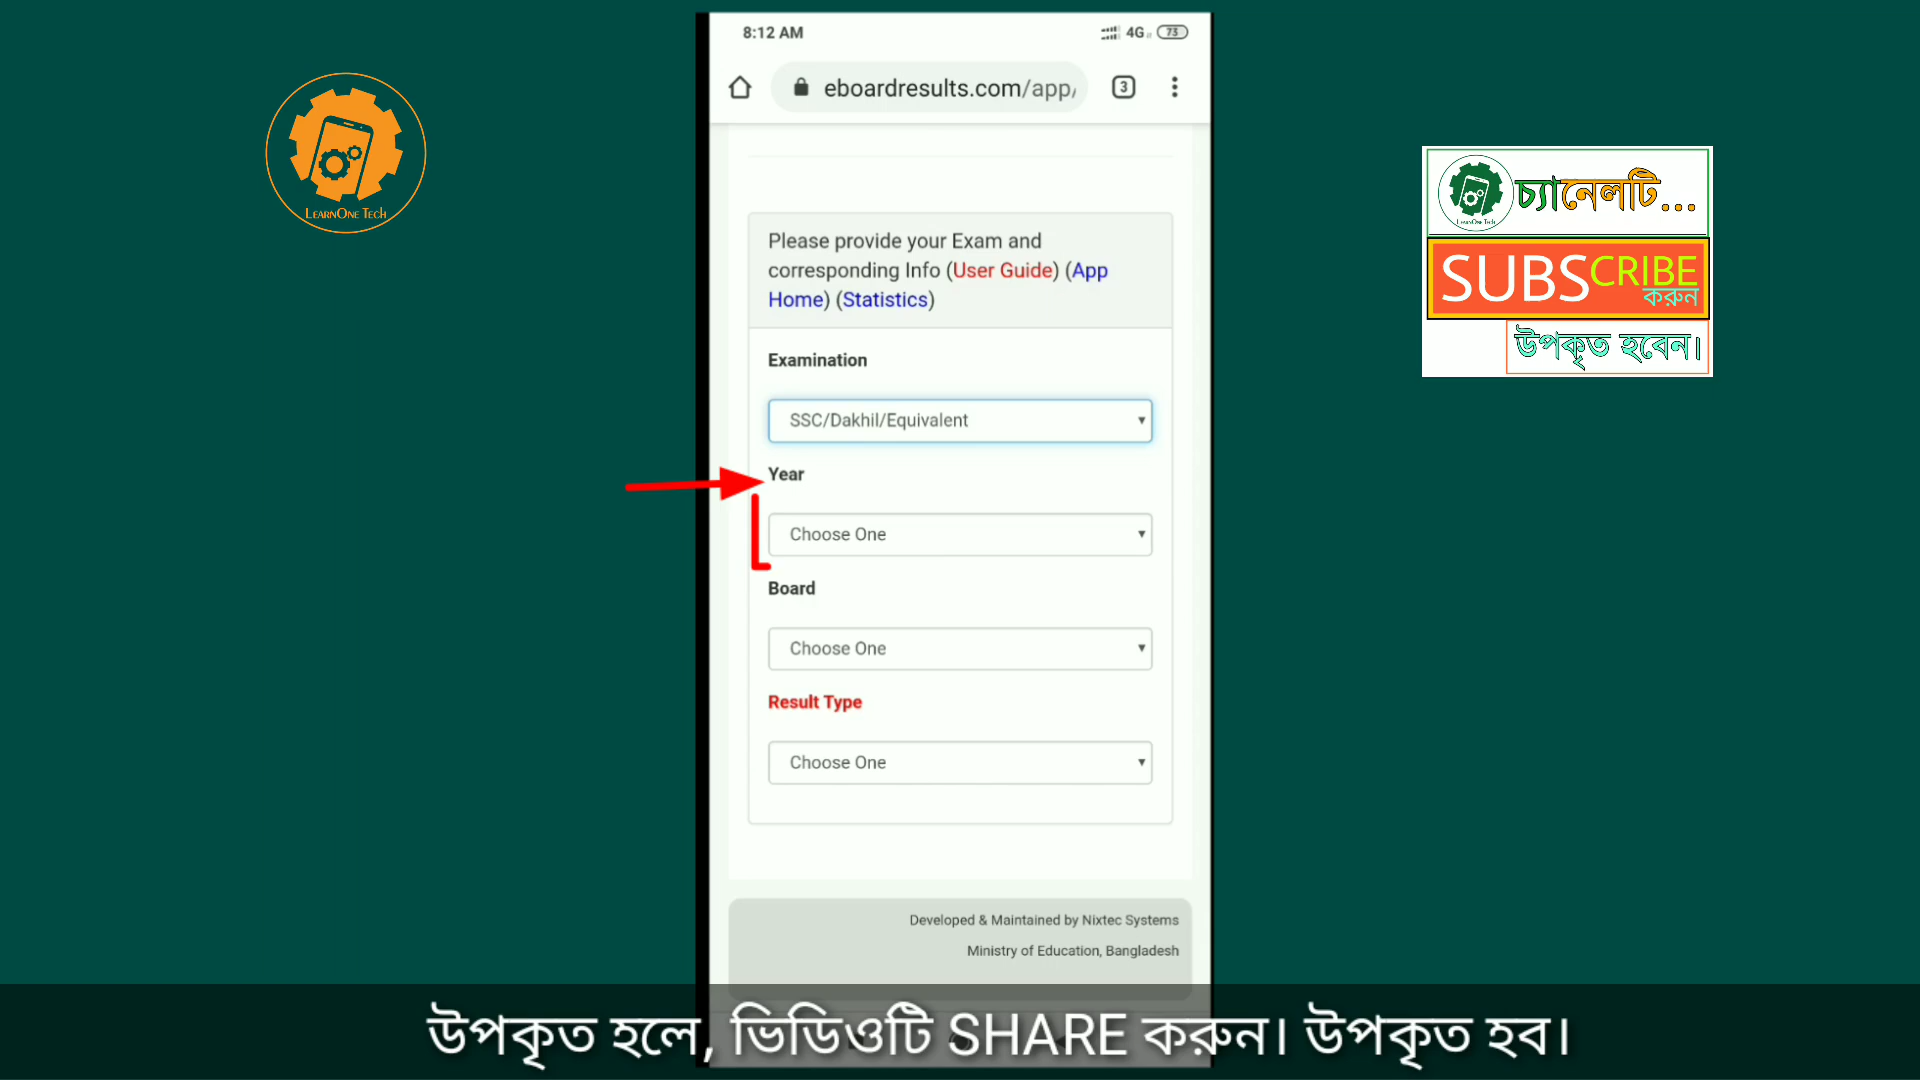 8:12 AM
4G
73
eboardresults.com/app/
3
LearnOne Tech
চ্যানেলটি...
LearnOne Tech
SUBSCRIBE
করুন
উপকৃত হবেন।
Please provide your Exam and
corresponding Info (User Guide) (App
Home) (Statistics)
Examination
SSC/Dakhil/Equivalent
Year
Choose One
Board
Choose One
Result Type
Choose One
Developed & Maintained by Nixtec Systems
Ministry of Education, Bangladesh
উপকৃত হলে, ভিডিওটি SHARE করুন। উপকৃত হব।